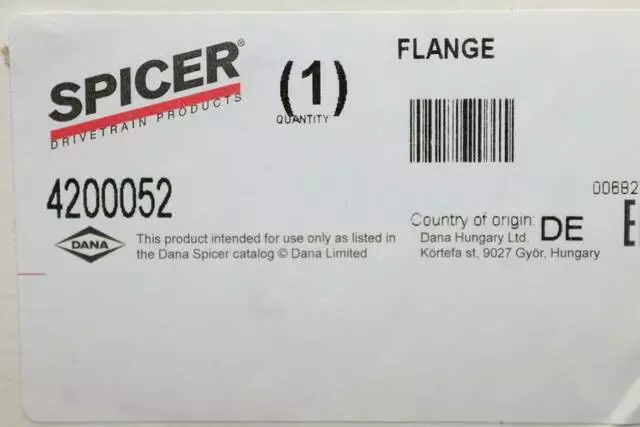 SPICER®
DRIVETRAIN PRODUCTS
(1)
QUANTITY
FLANGE
4200052
00682
DANA
This product intended for use only as listed in
the Dana Spicer catalog © Dana Limited
Country of origin: DE
Dana Hungary Ltd.
Körtefa st, 9027 Győr, Hungary